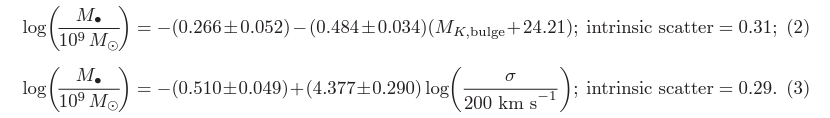 log(M• / 10⁹ M⊙) = −(0.266±0.052)−(0.484±0.034)(M_{K,bulge}+24.21); intrinsic scatter = 0.31; (2)
log(M• / 10⁹ M⊙) = −(0.510±0.049)+(4.377±0.290) log(σ / 200 km s⁻¹); intrinsic scatter = 0.29. (3)